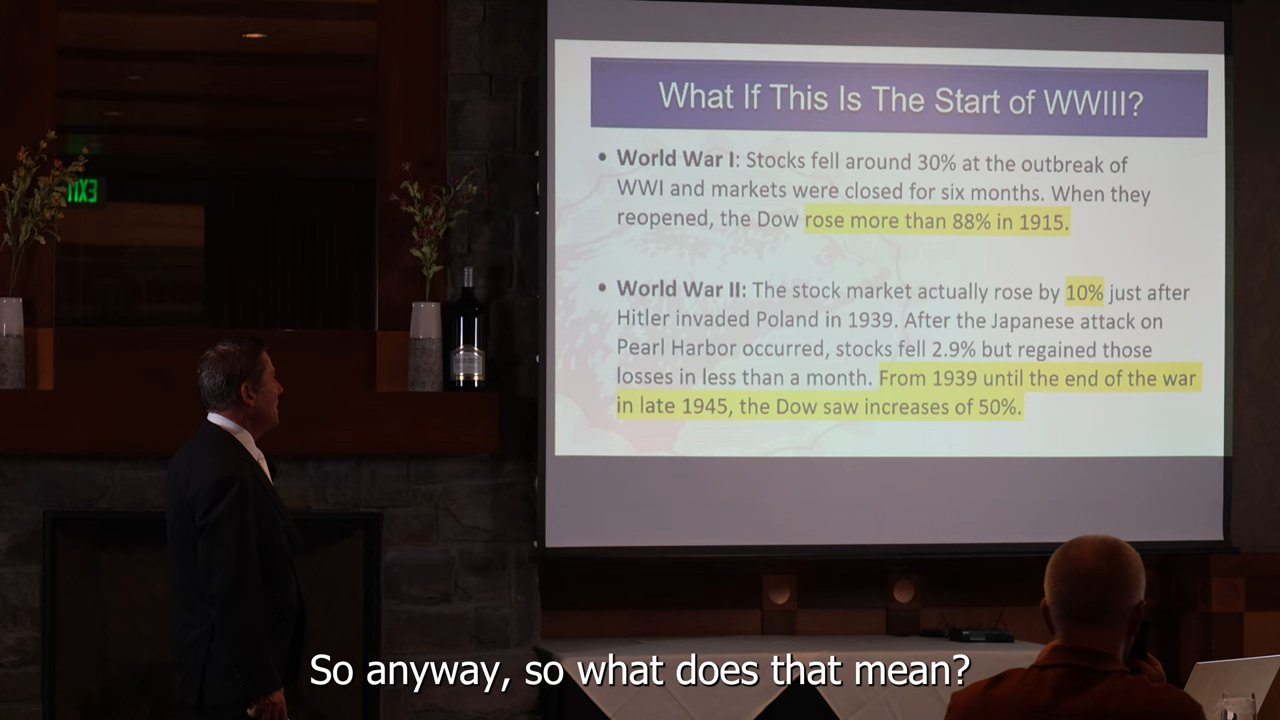 What If This Is The Start of WWIII?
• World War I: Stocks fell around 30% at the outbreak of
WWI and markets were closed for six months. When they
reopened, the Dow rose more than 88% in 1915.
• World War II: The stock market actually rose by 10% just after
Hitler invaded Poland in 1939. After the Japanese attack on
Pearl Harbor occurred, stocks fell 2.9% but regained those
losses in less than a month. From 1939 until the end of the war
in late 1945, the Dow saw increases of 50%.
EXIT
So anyway, so what does that mean?